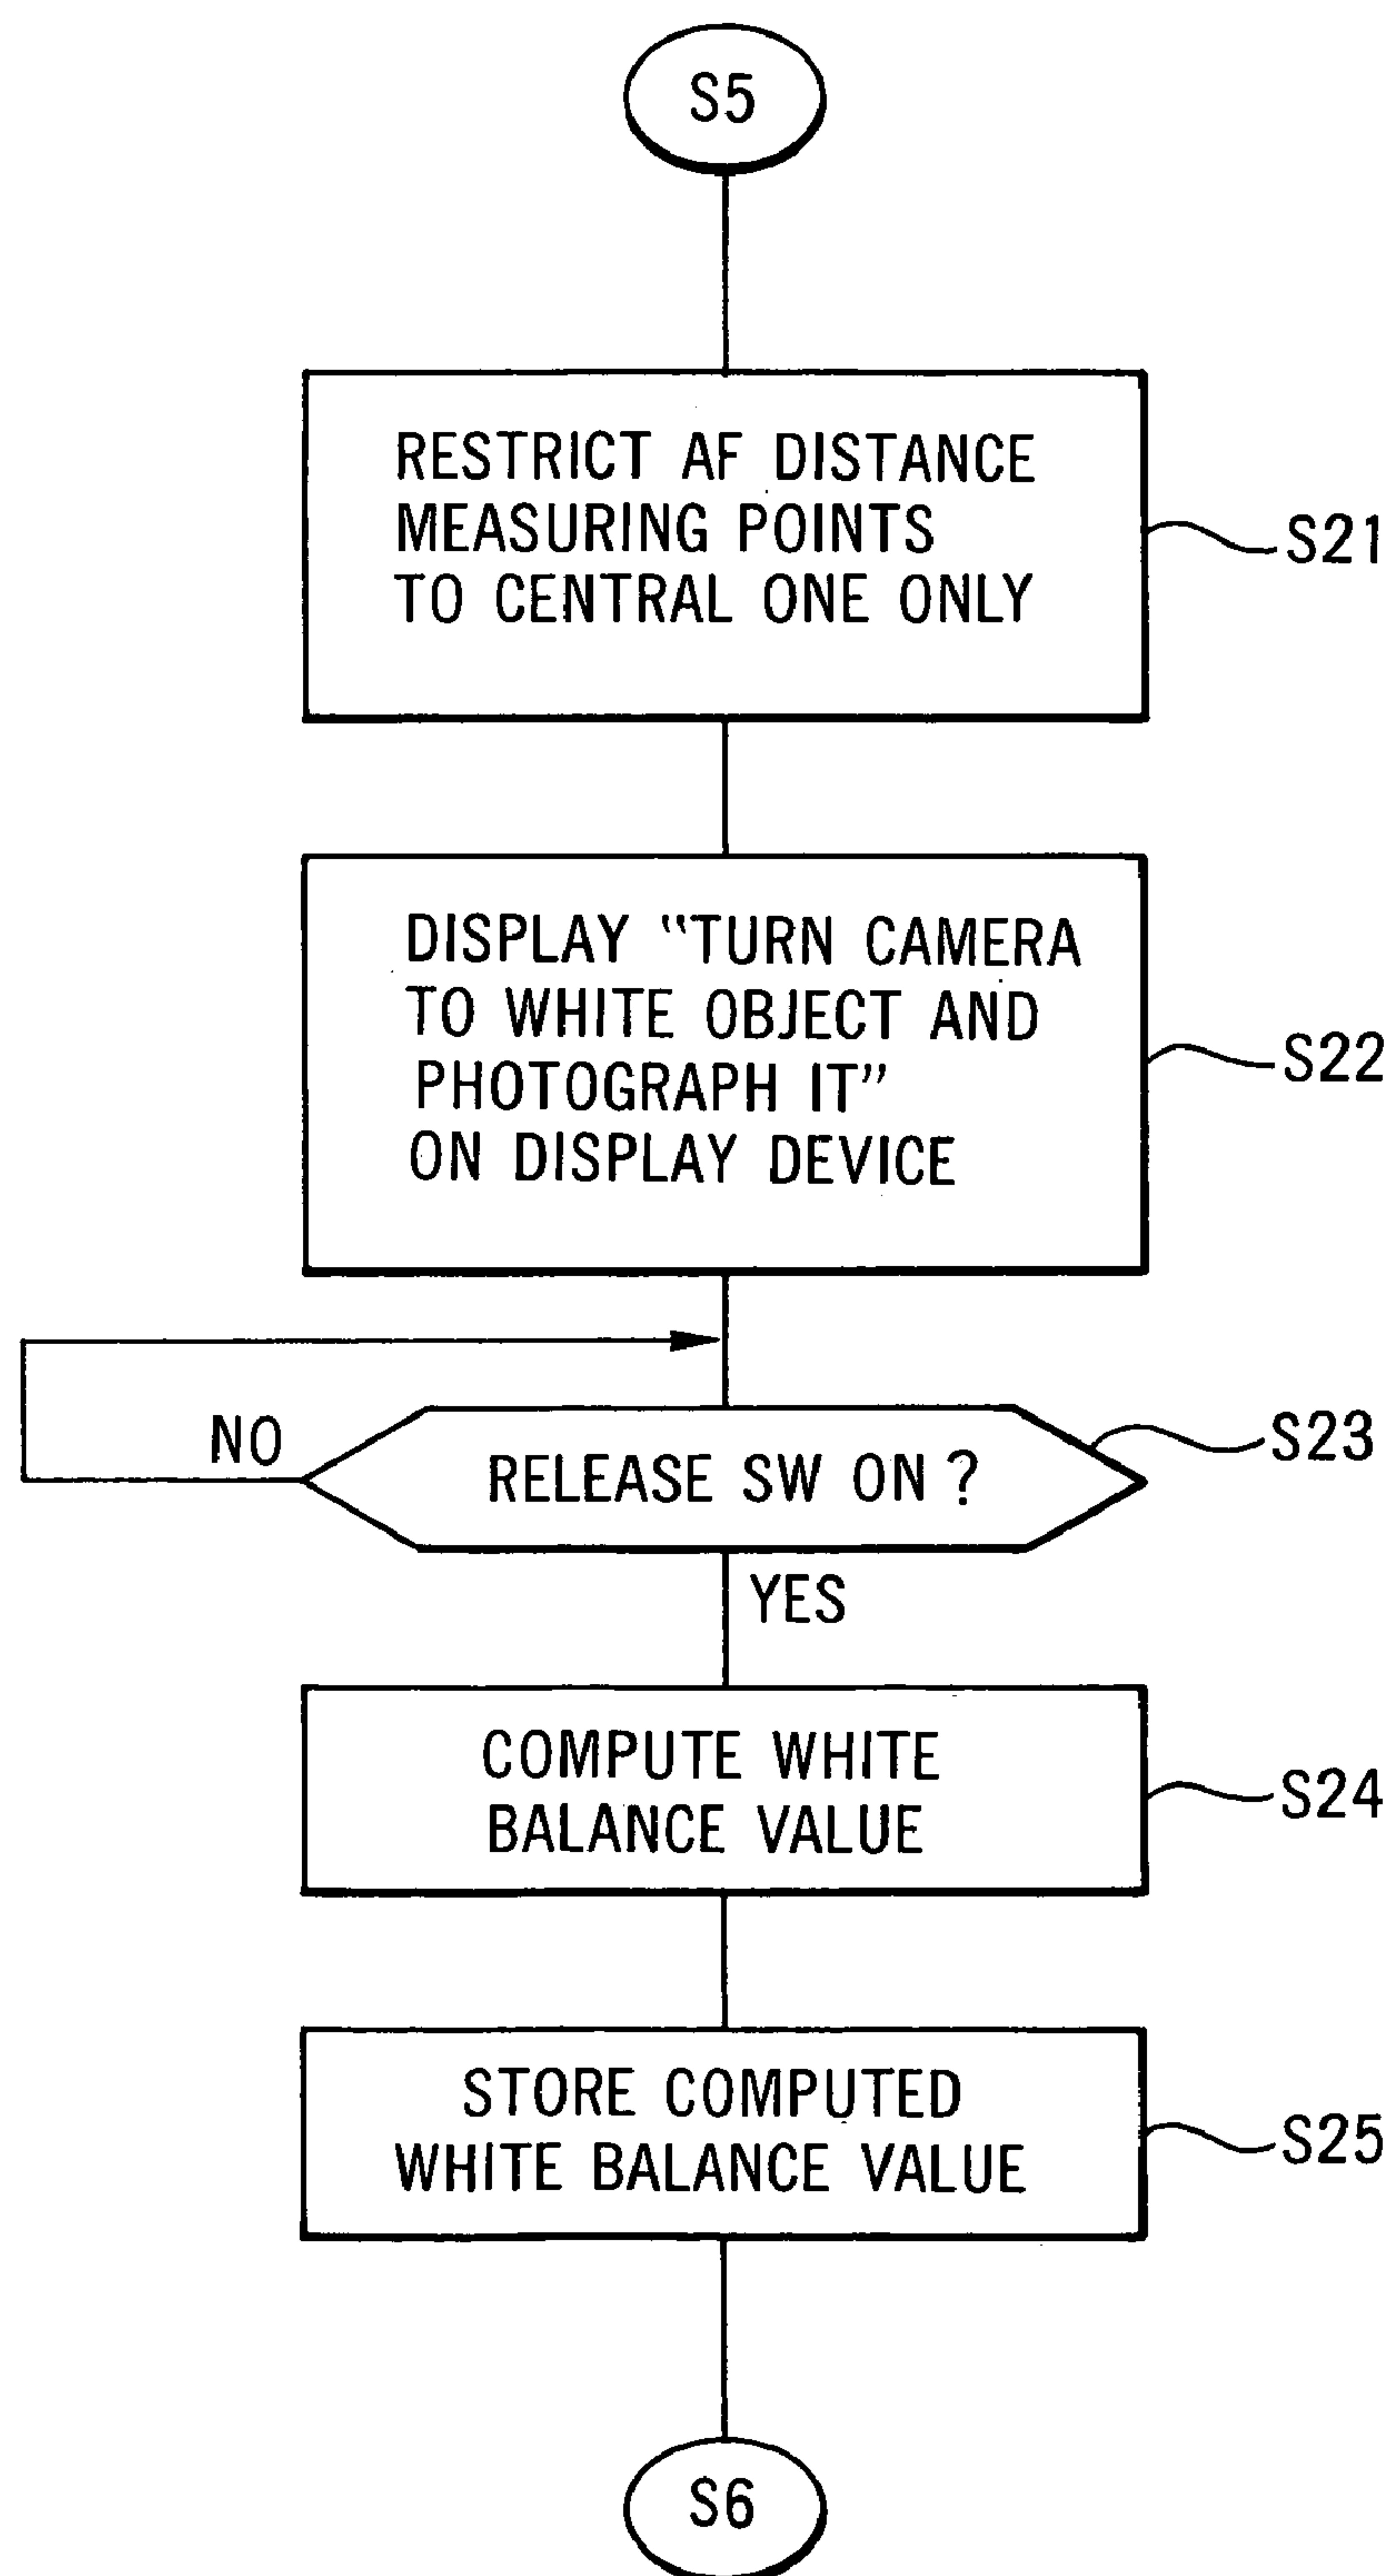 S5
RESTRICT AF DISTANCE
MEASURING POINTS
TO CENTRAL ONE ONLY
S21
DISPLAY "TURN CAMERA
TO WHITE OBJECT AND
PHOTOGRAPH IT"
ON DISPLAY DEVICE
S22
NO
RELEASE SW ON ?
S23
YES
COMPUTE WHITE
BALANCE VALUE
S24
STORE COMPUTED
WHITE BALANCE VALUE
S25
S6